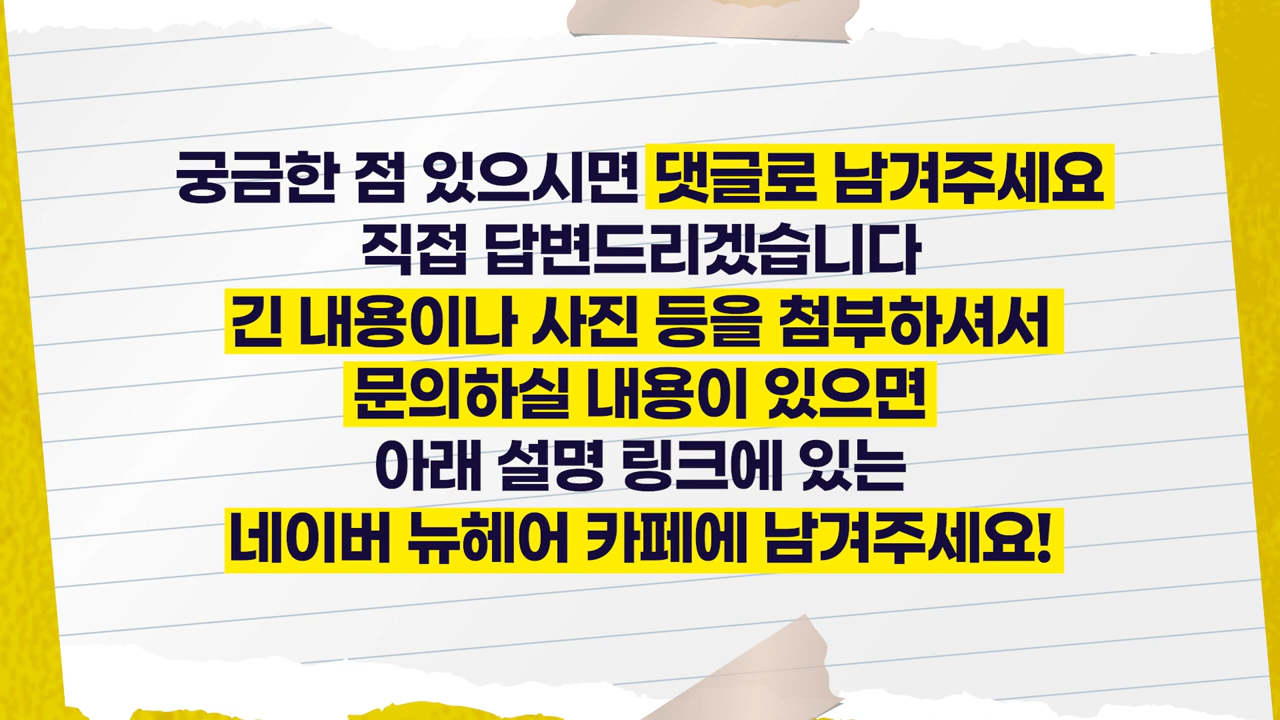 궁금한 점 있으시면 댓글로 남겨주세요
직접 답변드리겠습니다
긴 내용이나 사진 등을 첨부하셔서
문의하실 내용이 있으면
아래 설명 링크에 있는
네이버 뉴헤어 카페에 남겨주세요!